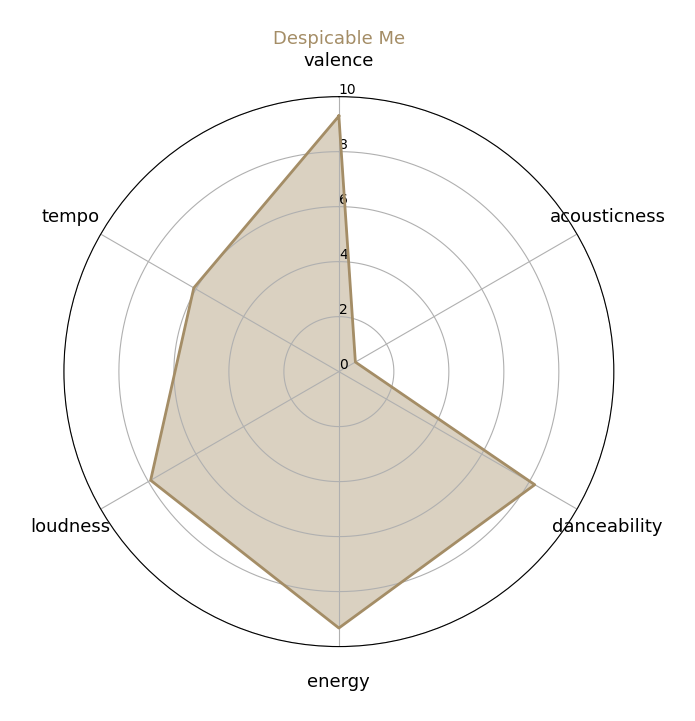 Despicable Me
valence
10
8
6
4
2
0
tempo
acousticness
loudness
danceability
energy